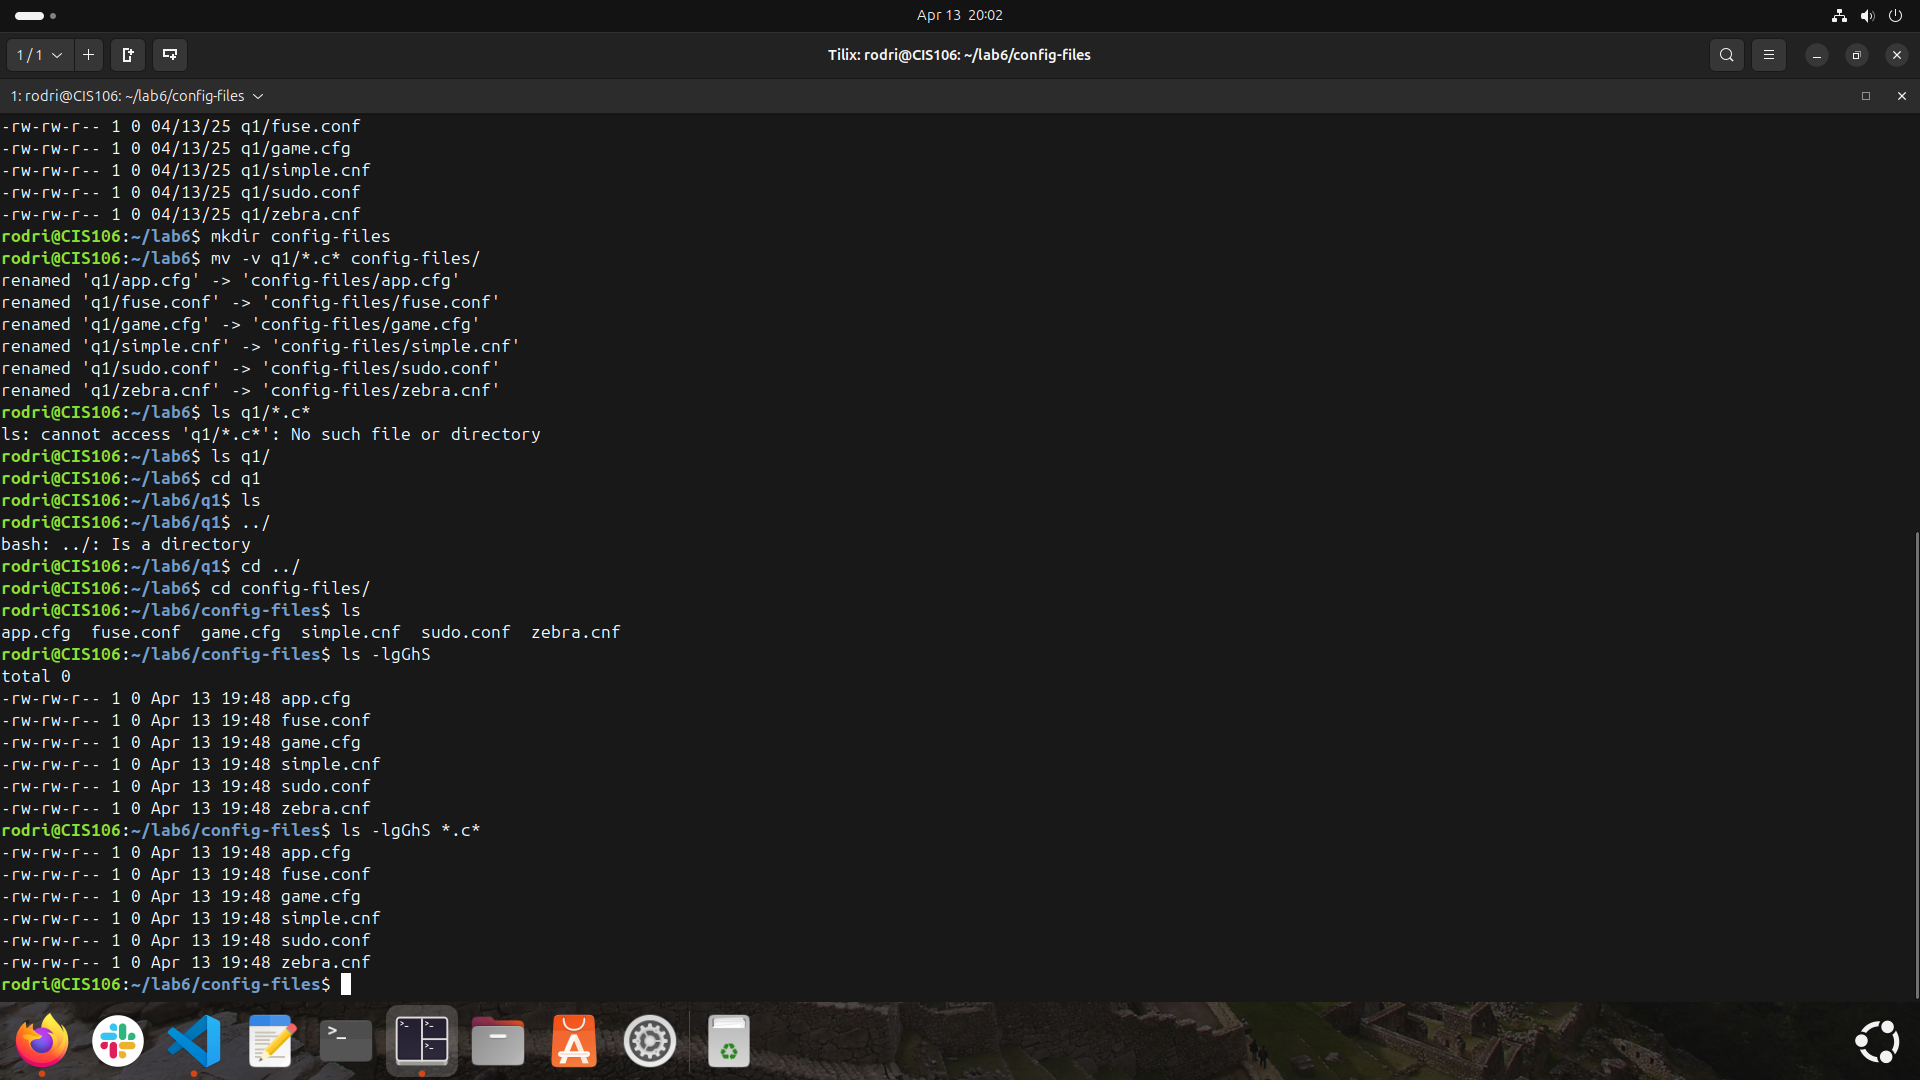 Apr 13 20:02
1 / 1
Tilix: rodri@CIS106: ~/lab6/config-files
1: rodri@CIS106: ~/lab6/config-files
-rw-rw-r-- 1 0 04/13/25 q1/fuse.conf
-rw-rw-r-- 1 0 04/13/25 q1/game.cfg
-rw-rw-r-- 1 0 04/13/25 q1/simple.cnf
-rw-rw-r-- 1 0 04/13/25 q1/sudo.conf
-rw-rw-r-- 1 0 04/13/25 q1/zebra.cnf
rodri@CIS106:~/lab6$ mkdir config-files
rodri@CIS106:~/lab6$ mv -v q1/*.c* config-files/
renamed 'q1/app.cfg' -> 'config-files/app.cfg'
renamed 'q1/fuse.conf' -> 'config-files/fuse.conf'
renamed 'q1/game.cfg' -> 'config-files/game.cfg'
renamed 'q1/simple.cnf' -> 'config-files/simple.cnf'
renamed 'q1/sudo.conf' -> 'config-files/sudo.conf'
renamed 'q1/zebra.cnf' -> 'config-files/zebra.cnf'
rodri@CIS106:~/lab6$ ls q1/*.c*
ls: cannot access 'q1/*.c*': No such file or directory
rodri@CIS106:~/lab6$ ls q1/
rodri@CIS106:~/lab6$ cd q1
rodri@CIS106:~/lab6/q1$ ls
rodri@CIS106:~/lab6/q1$ ../
bash: ../: Is a directory
rodri@CIS106:~/lab6/q1$ cd ../
rodri@CIS106:~/lab6$ cd config-files/
rodri@CIS106:~/lab6/config-files$ ls
app.cfg  fuse.conf  game.cfg  simple.cnf  sudo.conf  zebra.cnf
rodri@CIS106:~/lab6/config-files$ ls -lgGhS
total 0
-rw-rw-r-- 1 0 Apr 13 19:48 app.cfg
-rw-rw-r-- 1 0 Apr 13 19:48 fuse.conf
-rw-rw-r-- 1 0 Apr 13 19:48 game.cfg
-rw-rw-r-- 1 0 Apr 13 19:48 simple.cnf
-rw-rw-r-- 1 0 Apr 13 19:48 sudo.conf
-rw-rw-r-- 1 0 Apr 13 19:48 zebra.cnf
rodri@CIS106:~/lab6/config-files$ ls -lgGhS *.c*
-rw-rw-r-- 1 0 Apr 13 19:48 app.cfg
-rw-rw-r-- 1 0 Apr 13 19:48 fuse.conf
-rw-rw-r-- 1 0 Apr 13 19:48 game.cfg
-rw-rw-r-- 1 0 Apr 13 19:48 simple.cnf
-rw-rw-r-- 1 0 Apr 13 19:48 sudo.conf
-rw-rw-r-- 1 0 Apr 13 19:48 zebra.cnf
rodri@CIS106:~/lab6/config-files$